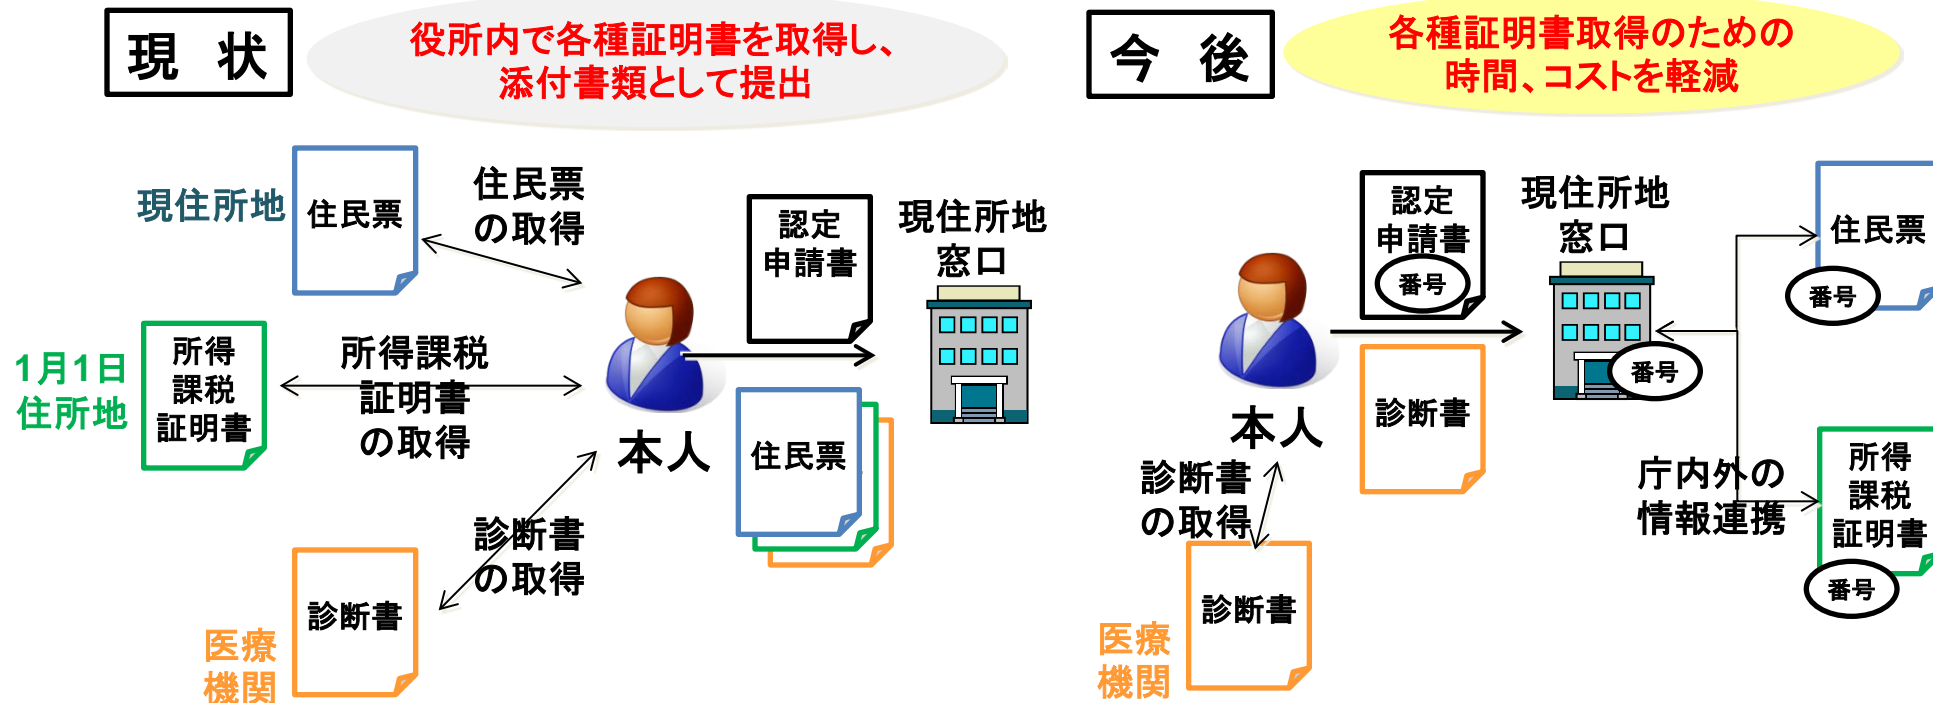 現 状
役所内で各種証明書を取得し、
添付書類として提出
現住所地
住民票
住民票
の取得
認定
申請書
現住所地
窓口
1月1日
住所地
所得
課税
証明書
所得課税
証明書
の取得
本人
住民票
診断書
の取得
診断書
医療
機関
今 後
各種証明書取得のための
時間、コストを軽減
認定
申請書
番号
現住所地
窓口
番号
住民票
番号
診断書
本人
診断書
の取得
診断書
医療
機関
庁内外の
情報連携
所得
課税
証明書
番号